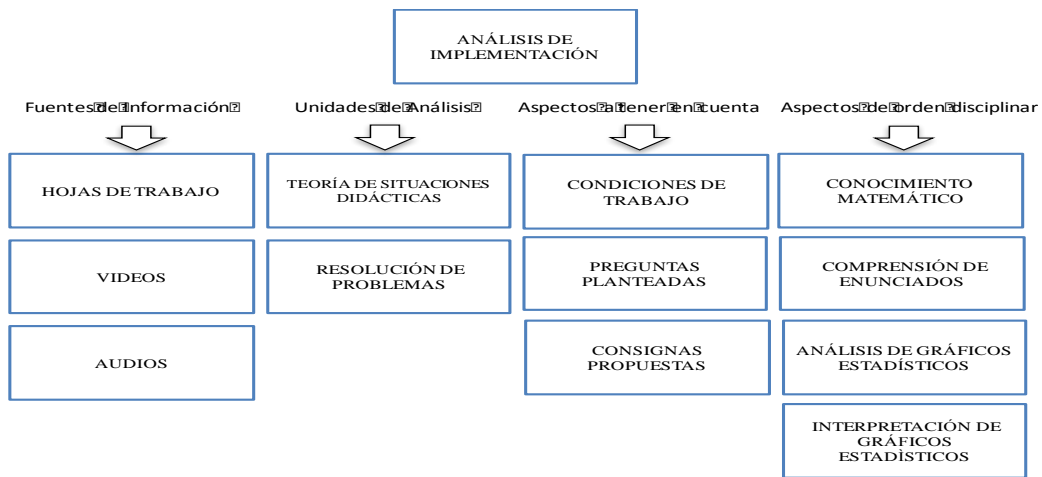 ANÁLISIS DE
IMPLEMENTACIÓN
Fuentes de Información
Unidades de Análisis
Aspectos a tener en cuenta
Aspectos de orden disciplinar
HOJAS DE TRABAJO
TEORÍA DE SITUACIONES
DIDÁCTICAS
CONDICIONES DE
TRABAJO
CONOCIMIENTO
MATEMÁTICO
VIDEOS
RESOLUCIÓN DE
PROBLEMAS
PREGUNTAS
PLANTEADAS
COMPRENSIÓN DE
ENUNCIADOS
AUDIOS
CONSIGNAS
PROPUESTAS
ANÁLISIS DE GRÁFICOS
ESTADÍSTICOS
INTERPRETACIÓN DE
GRÁFICOS
ESTADÌSTICOS